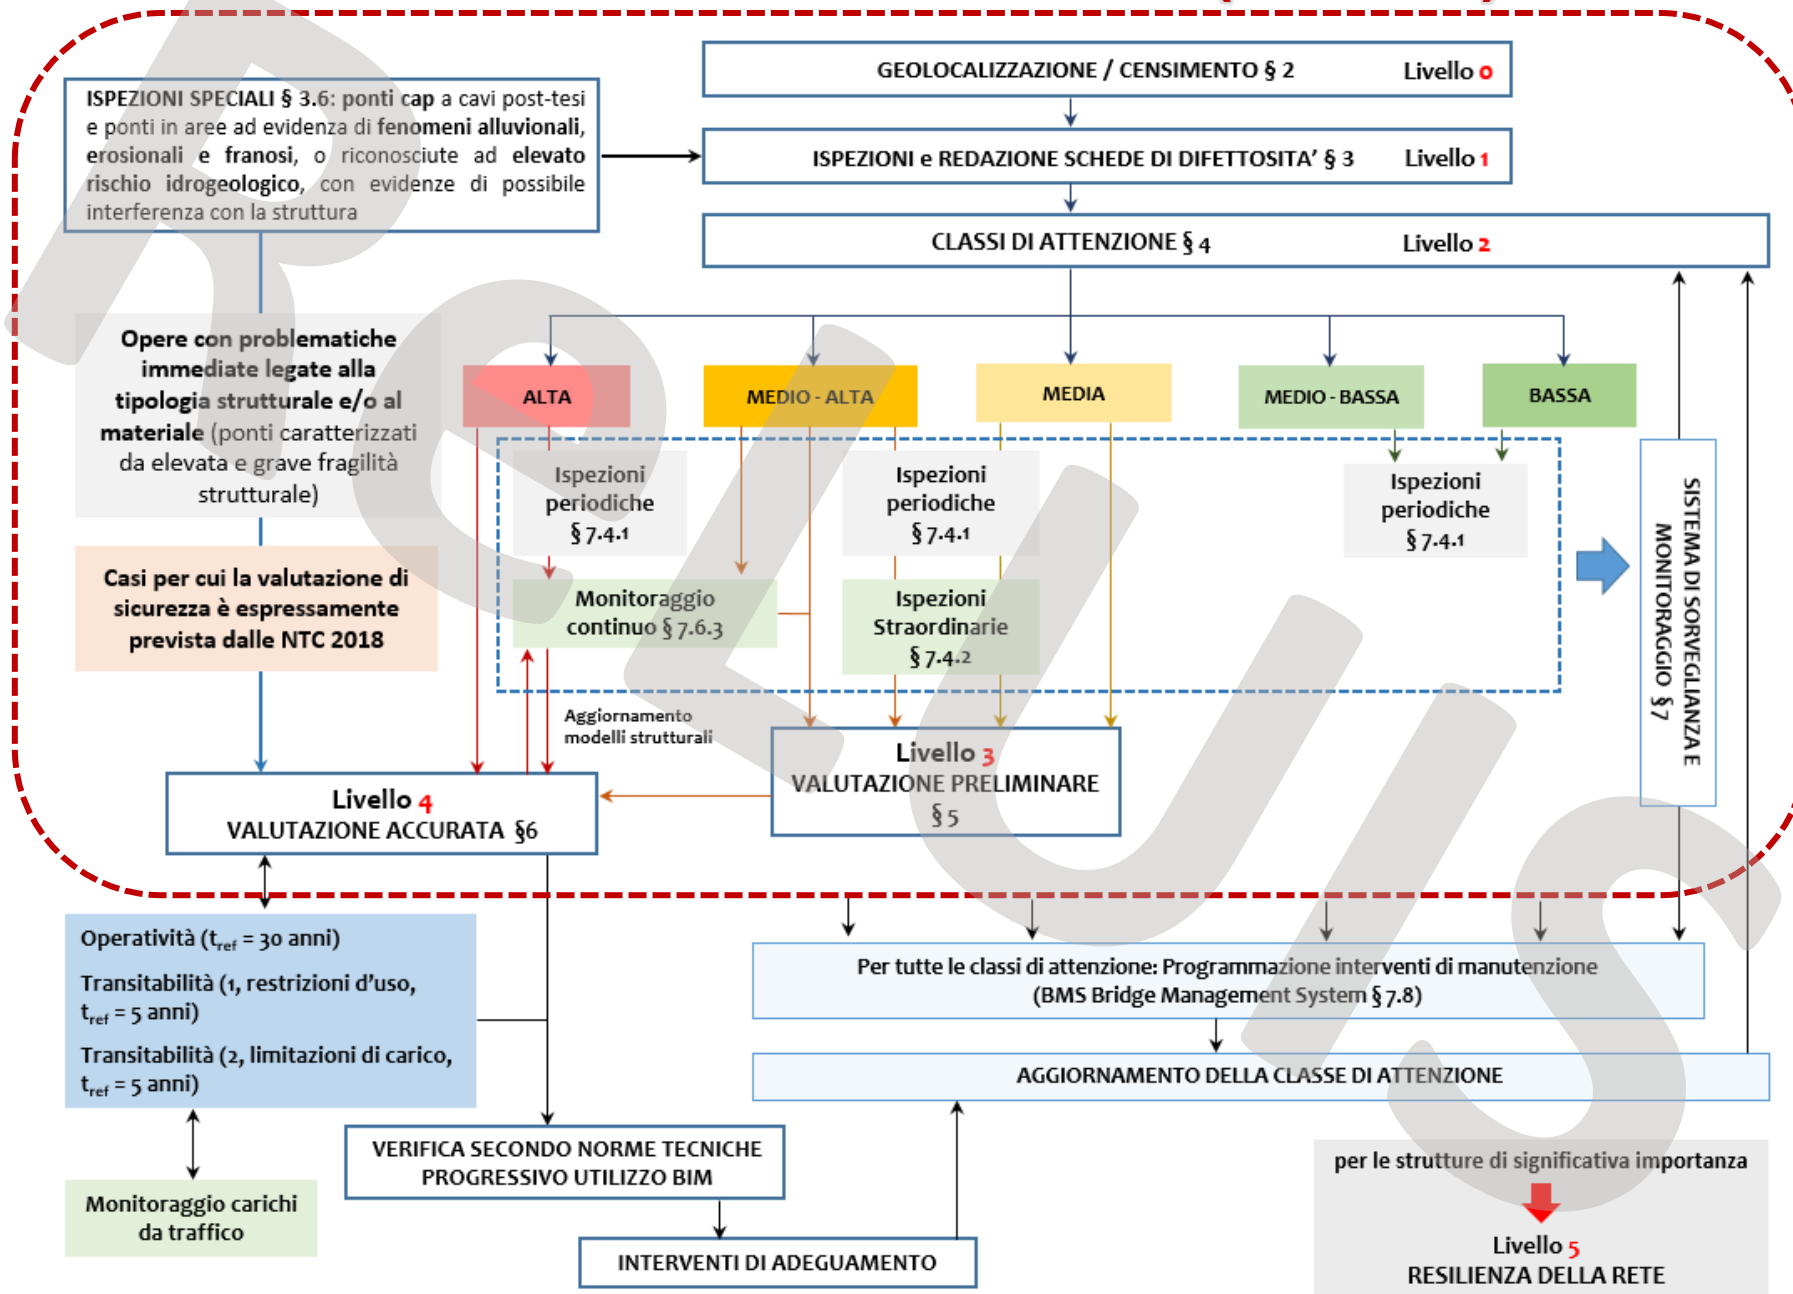 GEOLOCALIZZAZIONE / CENSIMENTO § 2 Livello 0
ISPEZIONI SPECIALI § 3.6: ponti cap a cavi post-tesi
e ponti in aree ad evidenza di fenomeni alluvionali,
erosionali e franosi, o riconosciute ad elevato
rischio idrogeologico, con evidenze di possibile
interferenza con la struttura
ISPEZIONI e REDAZIONE SCHEDE DI DIFETTOSITA’ § 3 Livello 1
CLASSI DI ATTENZIONE § 4 Livello 2
Opere con problematiche
immediate legate alla
tipologia strutturale e/o al
materiale (ponti caratterizzati
da elevata e grave fragilità
strutturale)
ALTA
MEDIO - ALTA
MEDIA
MEDIO - BASSA
BASSA
Ispezioni
periodiche
§ 7.4.1
Ispezioni
periodiche
§ 7.4.1
Ispezioni
periodiche
§ 7.4.1
SISTEMA DI SORVEGLIANZA E
MONITORAGGIO §7
Casi per cui la valutazione di
sicurezza è espressamente
prevista dalle NTC 2018
Monitoraggio
continuo § 7.6.3
Ispezioni
Straordinarie
§ 7.4.2
Aggiornamento
modelli strutturali
Livello 3
VALUTAZIONE PRELIMINARE
§ 5
Livello 4
VALUTAZIONE ACCURATA §6
Operatività (tref = 30 anni)
Transitabilità (1, restrizioni d’uso,
tref = 5 anni)
Transitabilità (2, limitazioni di carico,
tref = 5 anni)
Per tutte le classi di attenzione: Programmazione interventi di manutenzione
(BMS Bridge Management System § 7.8)
AGGIORNAMENTO DELLA CLASSE DI ATTENZIONE
VERIFICA SECONDO NORME TECNICHE
PROGRESSIVO UTILIZZO BIM
Monitoraggio carichi
da traffico
INTERVENTI DI ADEGUAMENTO
per le strutture di significativa importanza
Livello 5
RESILIENZA DELLA RETE
ReLUIS